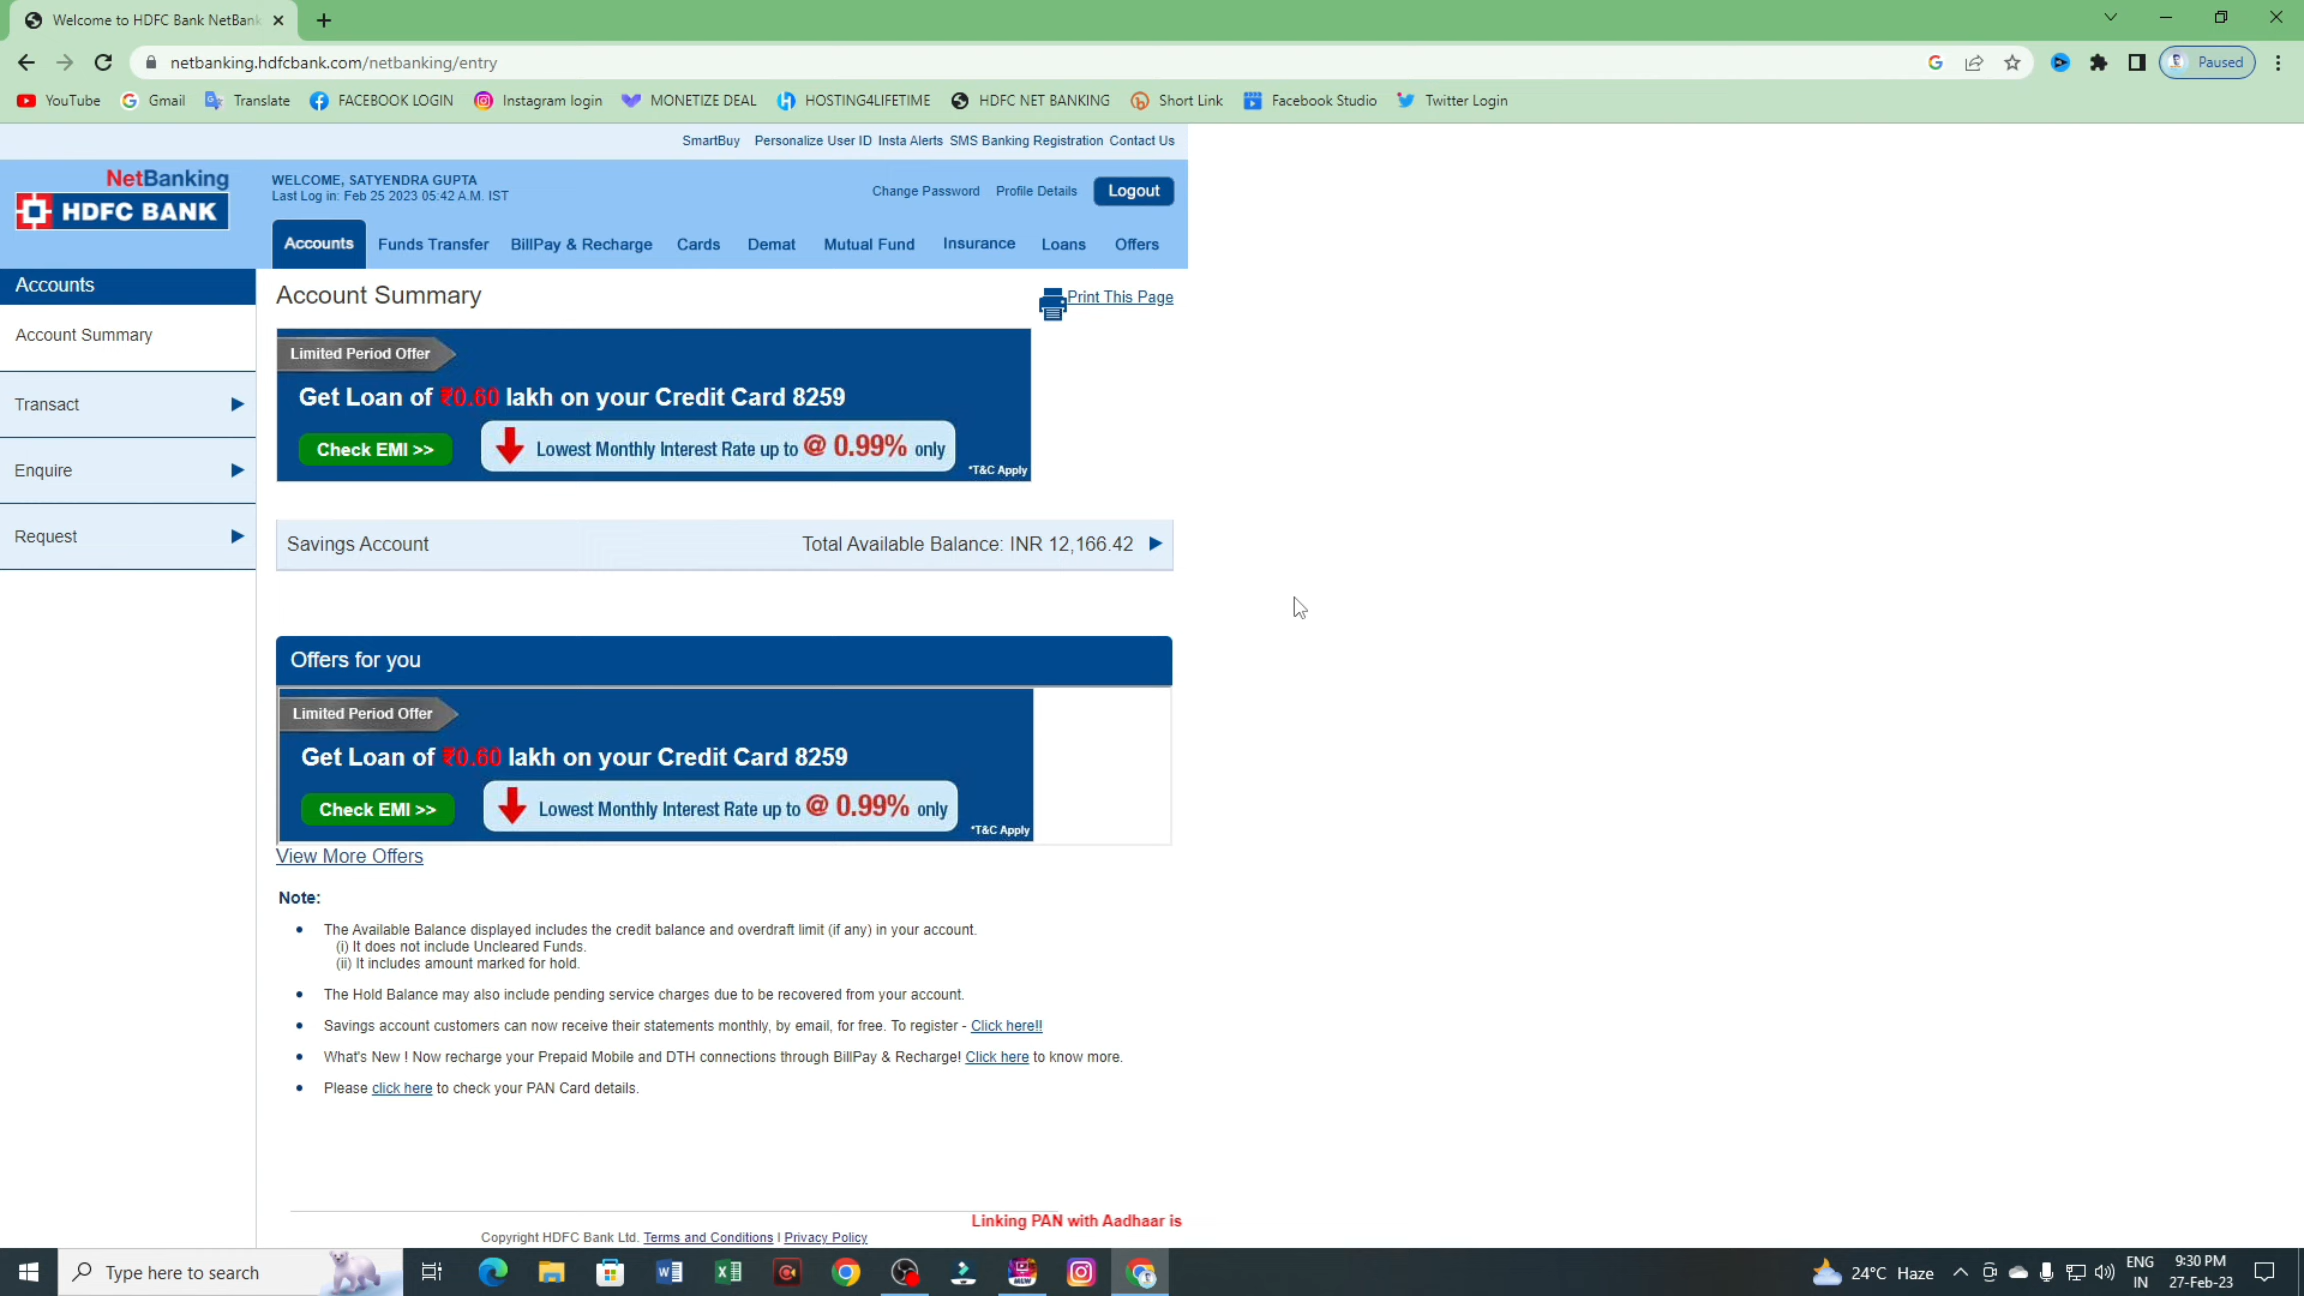 Welcome to HDFC Bank NetBank
netbanking.hdfcbank.com/netbanking/entry
Paused
YouTube Gmail Translate FACEBOOK LOGIN Instagram login MONETIZE DEAL HOSTING4LIFETIME HDFC NET BANKING Short Link Facebook Studio Twitter Login
SmartBuy Personalize User ID Insta Alerts SMS Banking Registration Contact Us
NetBanking
HDFC BANK
WELCOME, SATYENDRA GUPTA
Last Log in: Feb 25 2023 05:42 A.M. IST
Change Password Profile Details Logout
Accounts Funds Transfer BillPay & Recharge Cards Demat Mutual Fund Insurance Loans Offers
Accounts
Account Summary
Transact
Enquire
Request
Account Summary
Print This Page
Limited Period Offer
Get Loan of ₹0.60 lakh on your Credit Card 8259
Check EMI >> Lowest Monthly Interest Rate up to @ 0.99% only
*T&C Apply
Savings Account Total Available Balance: INR 12,166.42
Offers for you
Limited Period Offer
Get Loan of ₹0.60 lakh on your Credit Card 8259
Check EMI >> Lowest Monthly Interest Rate up to @ 0.99% only
*T&C Apply
View More Offers
Note:
• The Available Balance displayed includes the credit balance and overdraft limit (if any) in your account.
(i) It does not include Uncleared Funds.
(ii) It includes amount marked for hold.
• The Hold Balance may also include pending service charges due to be recovered from your account.
• Savings account customers can now receive their statements monthly, by email, for free. To register - Click here!!
• What's New ! Now recharge your Prepaid Mobile and DTH connections through BillPay & Recharge! Click here to know more.
• Please click here to check your PAN Card details.
Linking PAN with Aadhaar is
Copyright HDFC Bank Ltd. Terms and Conditions | Privacy Policy
Type here to search
24°C Haze
ENG
IN
9:30 PM
27-Feb-23